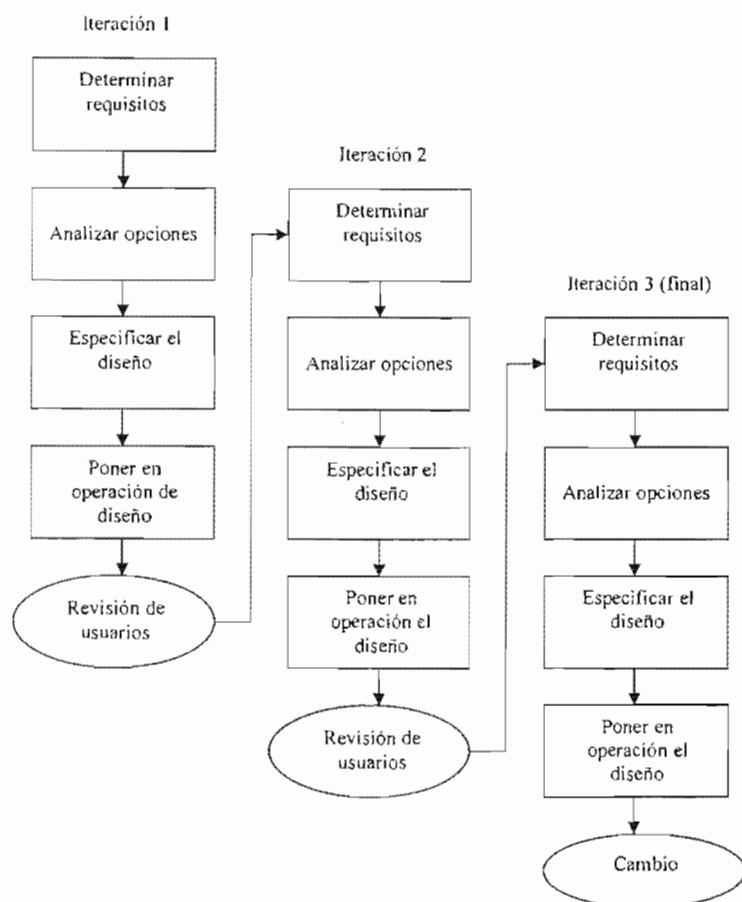 Iteración 1
Determinar
requisitos
Analizar opciones
Especificar el
diseño
Poner en
operación de
diseño
Revisión de
usuarios
Iteración 2
Determinar
requisitos
Analizar opciones
Especificar el
diseño
Poner en
operación el
diseño
Revisión de
usuarios
Iteración 3 (final)
Determinar
requisitos
Analizar opciones
Especificar el
diseño
Poner en
operación el
diseño
Cambio